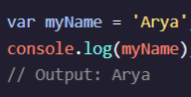 var myName = 'Arya'
console.log(myName)
// Output: Arya